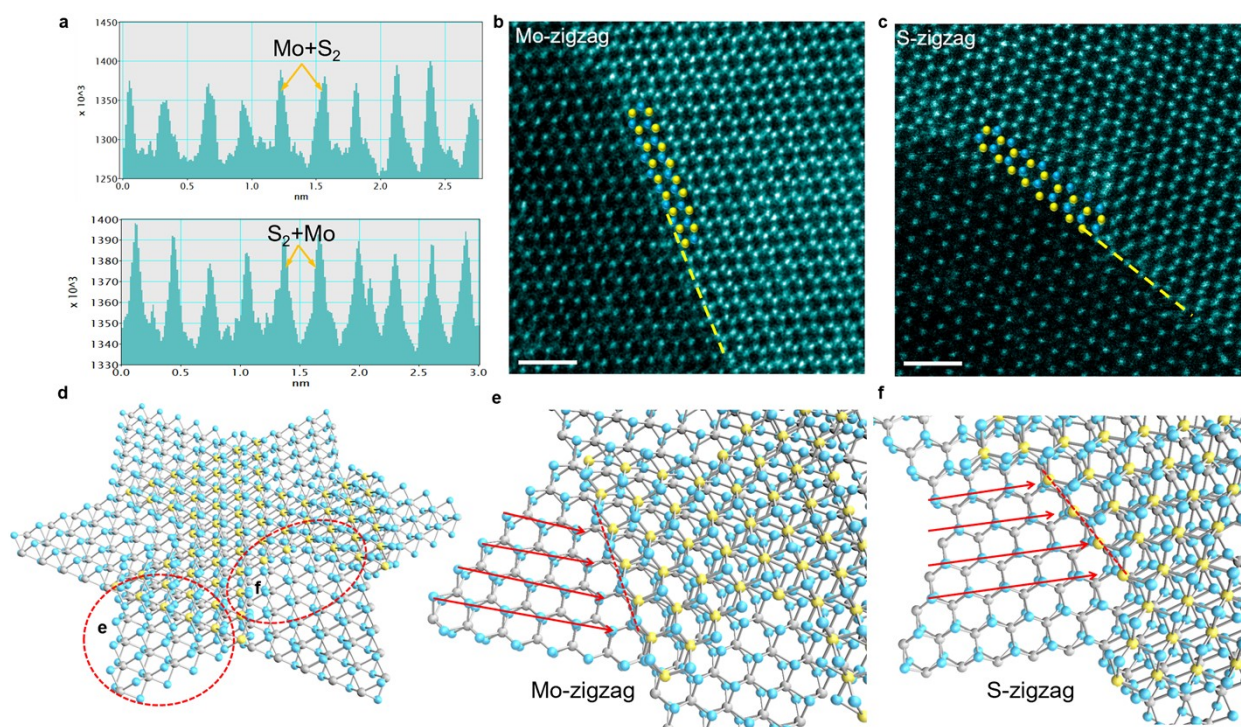 a
1450
1400
1350
1300
1250
x 10^3
Mo+S₂
0.0 0.5 1.0 1.5 2.0 2.5
nm
1400
1390
1380
1370
1360
1350
1340
1330
x 10^3
S₂+Mo
0.0 0.5 1.0 1.5 2.0 2.5 3.0
nm
b
Mo-zigzag
c
S-zigzag
d
e
f
e
Mo-zigzag
f
S-zigzag